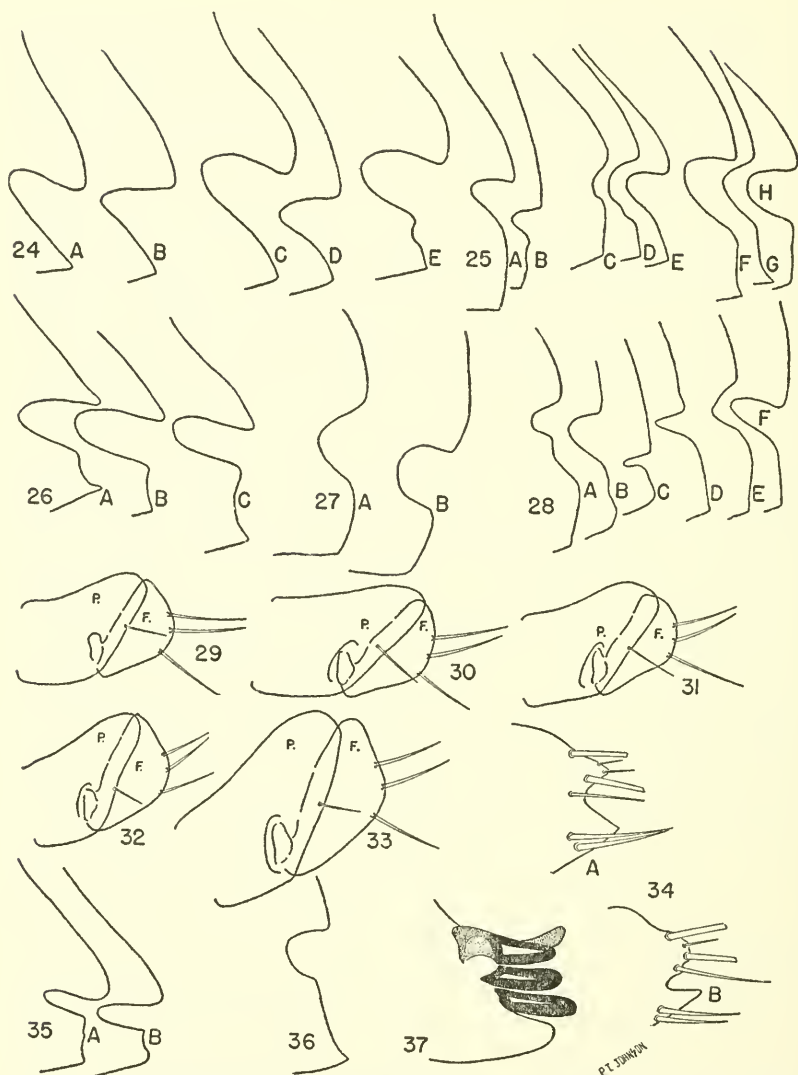 24 A B C D E 25 A B C D E F G H
26 A B C 27 A B 28 A B C D E F
P. F. 29 P. F. 30 P. F. 31
P. F. 32 P. F. 33 A 34
35 A B 36 37 B
P.T. JOHNSON